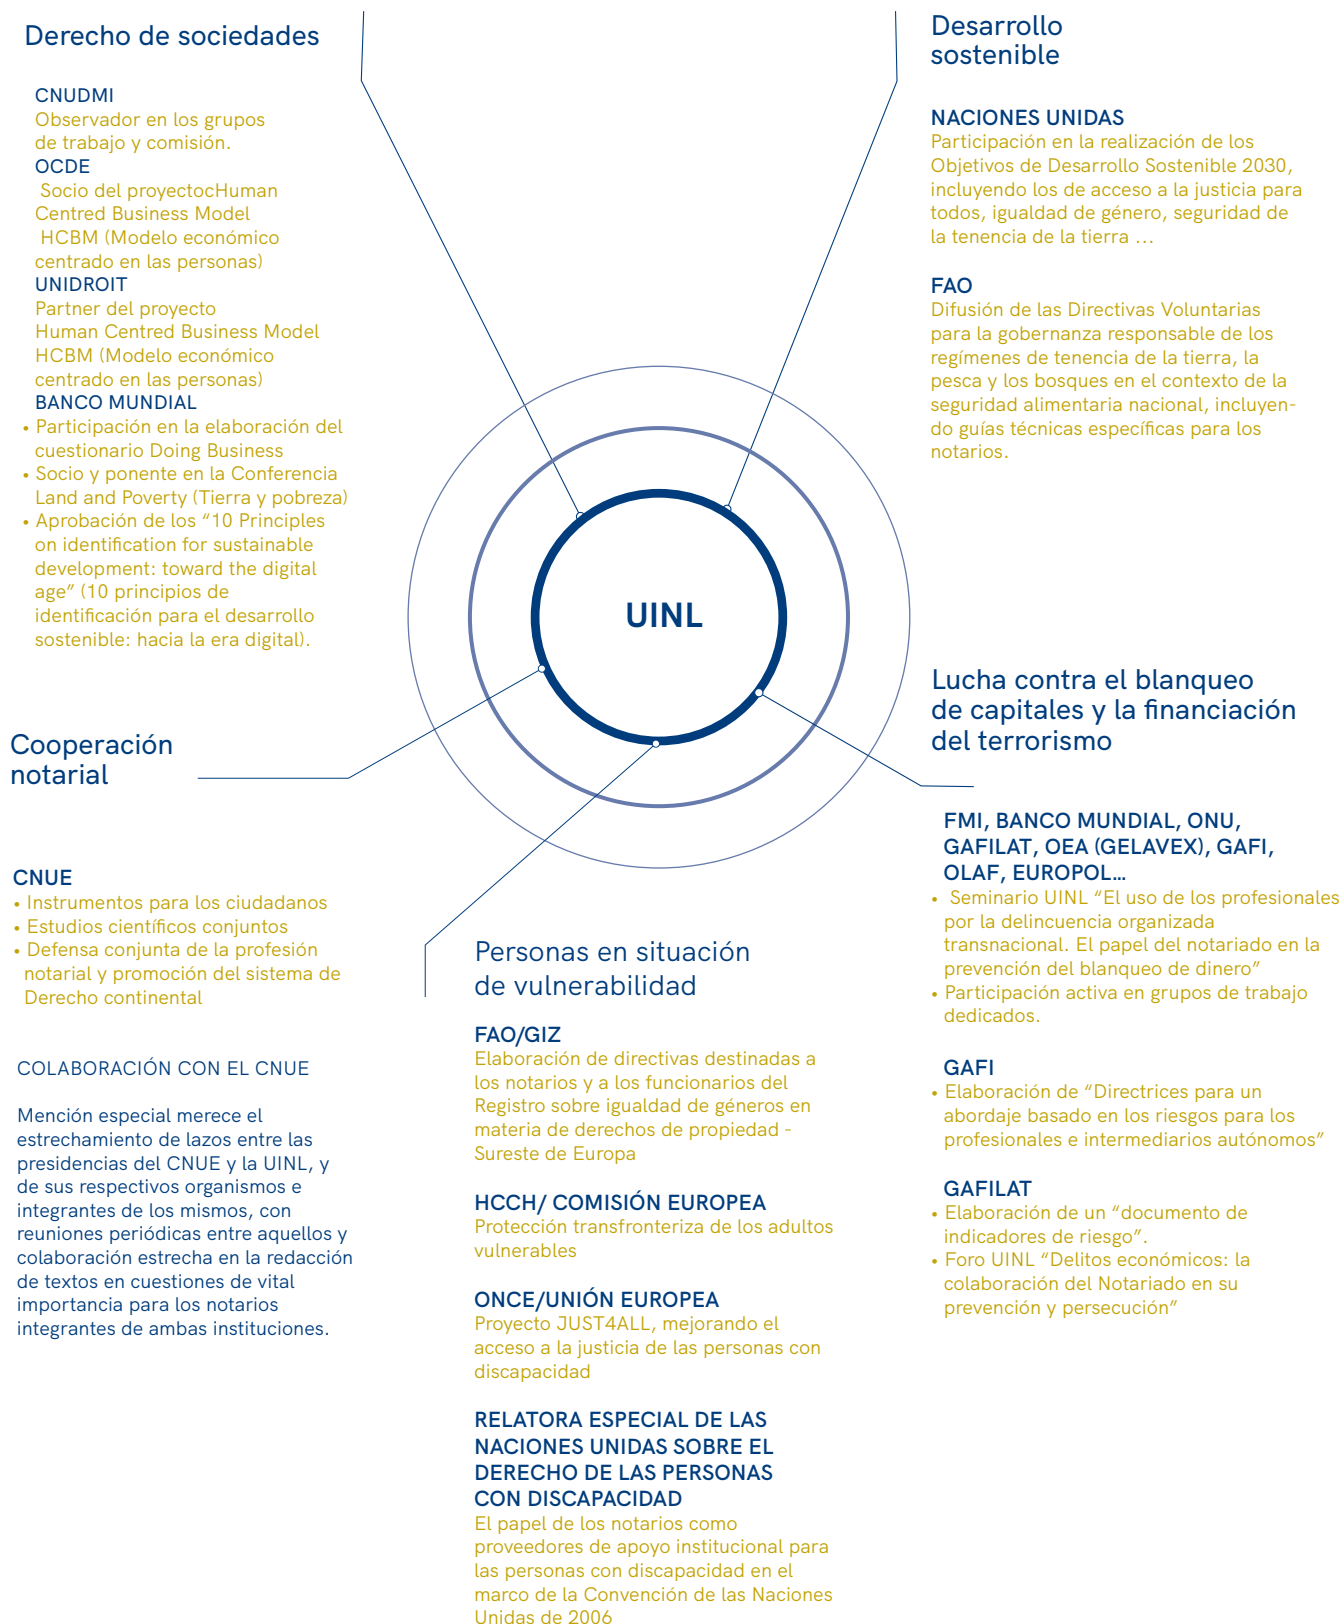 Derecho de sociedades
CNUDMI
Observador en los grupos
de trabajo y comisión.
OCDE
Socio del proyectocHuman
Centred Business Model
HCBM (Modelo económico
centrado en las personas)
UNIDROIT
Partner del proyecto
Human Centred Business Model
HCBM (Modelo económico
centrado en las personas)
BANCO MUNDIAL
• Participación en la elaboración del
cuestionario Doing Business
• Socio y ponente en la Conferencia
Land and Poverty (Tierra y pobreza)
• Aprobación de los “10 Principles
on identification for sustainable
development: toward the digital
age” (10 principios de
identificación para el desarrollo
sostenible: hacia la era digital).
Desarrollo
sostenible
NACIONES UNIDAS
Participación en la realización de los
Objetivos de Desarrollo Sostenible 2030,
incluyendo los de acceso a la justicia para
todos, igualdad de género, seguridad de
la tenencia de la tierra ...
FAO
Difusión de las Directivas Voluntarias
para la gobernanza responsable de los
regímenes de tenencia de la tierra, la
pesca y los bosques en el contexto de la
seguridad alimentaria nacional, incluyen-
do guías técnicas específicas para los
notarios.
UINL
Cooperación
notarial
CNUE
• Instrumentos para los ciudadanos
• Estudios científicos conjuntos
• Defensa conjunta de la profesión
notarial y promoción del sistema de
Derecho continental
COLABORACIÓN CON EL CNUE
Mención especial merece el
estrechamiento de lazos entre las
presidencias del CNUE y la UINL, y
de sus respectivos organismos e
integrantes de los mismos, con
reuniones periódicas entre aquellos y
colaboración estrecha en la redacción
de textos en cuestiones de vital
importancia para los notarios
integrantes de ambas instituciones.
Personas en situación
de vulnerabilidad
FAO/GIZ
Elaboración de directivas destinadas a
los notarios y a los funcionarios del
Registro sobre igualdad de géneros en
materia de derechos de propiedad -
Sureste de Europa
HCCH/ COMISIÓN EUROPEA
Protección transfronteriza de los adultos
vulnerables
ONCE/UNIÓN EUROPEA
Proyecto JUST4ALL, mejorando el
acceso a la justicia de las personas con
discapacidad
RELATORA ESPECIAL DE LAS
NACIONES UNIDAS SOBRE EL
DERECHO DE LAS PERSONAS
CON DISCAPACIDAD
El papel de los notarios como
proveedores de apoyo institucional para
las personas con discapacidad en el
marco de la Convención de las Naciones
Unidas de 2006
Lucha contra el blanqueo
de capitales y la financiación
del terrorismo
FMI, BANCO MUNDIAL, ONU,
GAFILAT, OEA (GELAVEX), GAFI,
OLAF, EUROPOL...
• Seminario UINL “El uso de los profesionales
por la delincuencia organizada
transnacional. El papel del notariado en la
prevención del blanqueo de dinero”
• Participación activa en grupos de trabajo
dedicados.
GAFI
• Elaboración de “Directrices para un
abordaje basado en los riesgos para los
profesionales e intermediarios autónomos”
GAFILAT
• Elaboración de un “documento de
indicadores de riesgo”.
• Foro UINL “Delitos económicos: la
colaboración del Notariado en su
prevención y persecución”